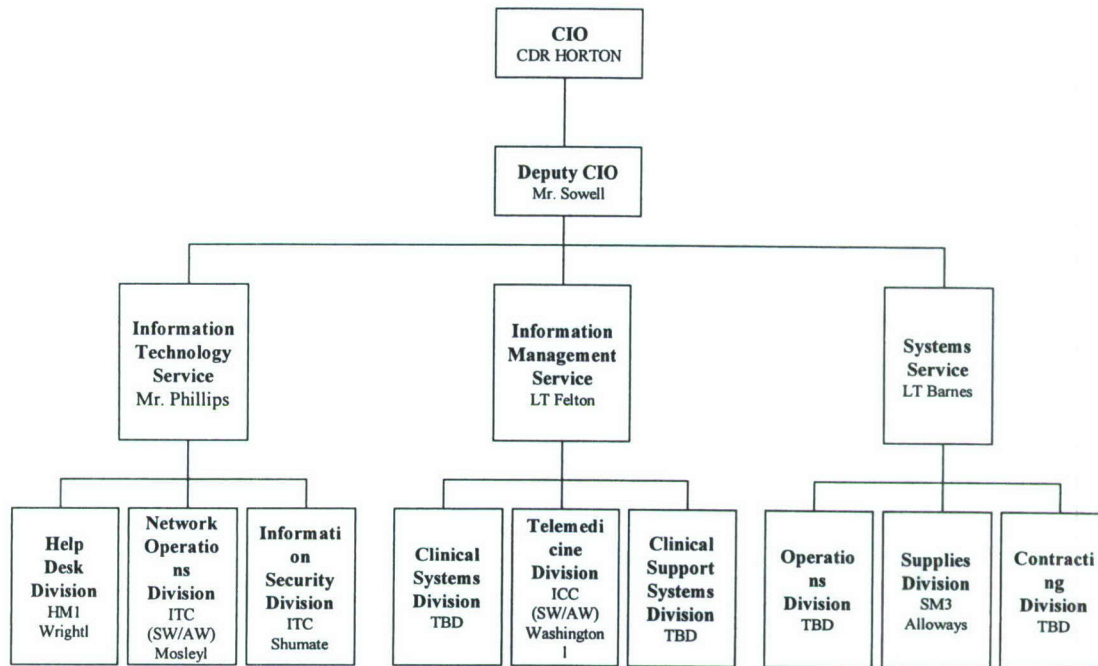 CIO
CDR HORTON
Deputy CIO
Mr. Sowell
Information
Technology
Service
Mr. Phillips
Information
Management
Service
LT Felton
Systems
Service
LT Barnes
Help
Desk
Division
HM1
Wrightl
Network
Operatio
ns
Division
ITC
(SW/AW)
Mosleyl
Informati
on
Security
Division
ITC
Shumate
Clinical
Systems
Division
TBD
Telemedi
cine
Division
ICC
(SW/AW)
Washington
l
Clinical
Support
Systems
Division
TBD
Operatio
ns
Division
TBD
Supplies
Division
SM3
Alloways
Contracti
ng
Division
TBD